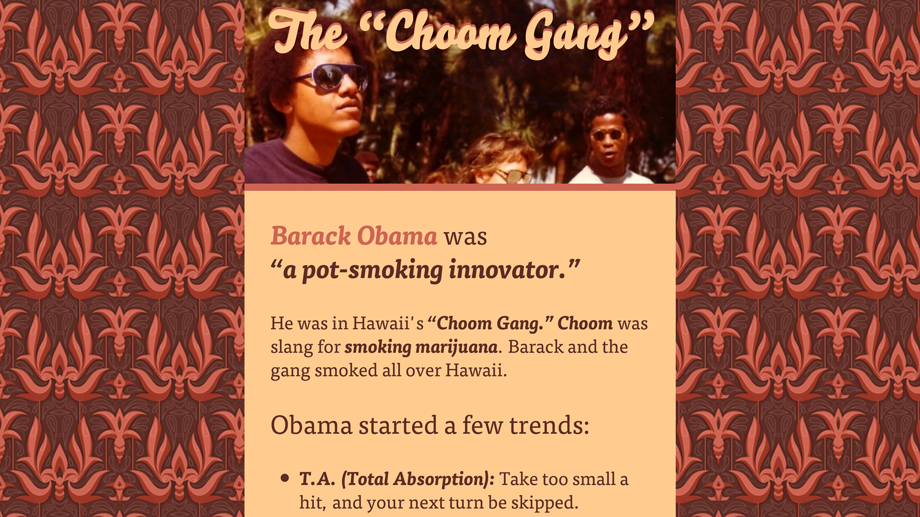 The “Choom Gang”
Barack Obama was
“a pot-smoking innovator.”
He was in Hawaii's “Choom Gang.” Choom was
slang for smoking marijuana. Barack and the
gang smoked all over Hawaii.
Obama started a few trends:
• T.A. (Total Absorption): Take too small a
hit, and your next turn be skipped.